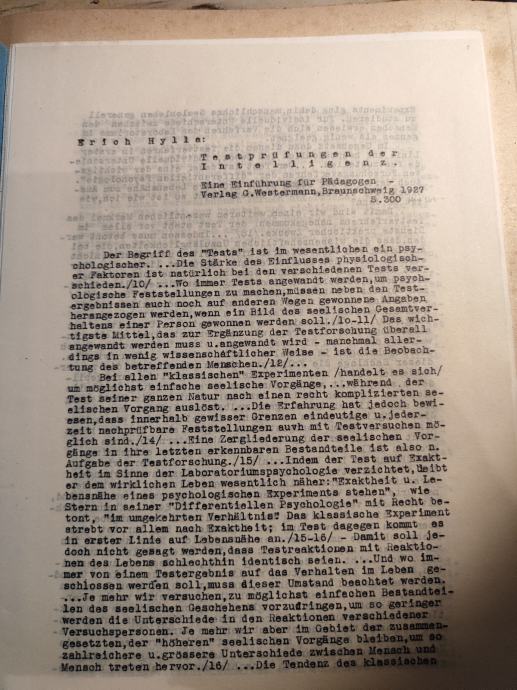 Erich Hylla:
Testprüfungen der
Intelligenz.
Eine Einführung für Pädagogen -
Verlag G.Westermann,Braunschweig 1927
S.300
Der Begriff des "Tests" ist im wesentlichen ein psy-
chologischer. ...Die Stärke des Einflusses physiologisch-
er Faktoren ist natürlich bei den verschiedenen Tests ver-
schieden./10/ ...Wo immer Tests angewandt werden,um psych-
ologische Feststellungen zu machen,müssen neben den Test-
ergebnissen auch noch auf anderen Wegen gewonnene Angaben
herangezogen werden,wenn ein Bild des seelischen Gesamtver-
haltens einer Person gewonnen werden soll./10-11/ Das wich-
tigste Mittel,das zur Ergänzung der Testforschung überall
angewandt werden muss u.angewandt wird - manchmal aller-
dings in wenig wissenschaftlicher Weise - ist die Beobach-
tung des betreffenden Menschen./12/...
Bei allen "klassischen" Experimenten /handelt es sich/
um möglichst einfache seelische Vorgänge,...während der
Test seiner ganzen Natur nach einen recht komplizierten se-
elischen Vorgang auslöst. ...Die Erfahrung hat jedoch bewi-
esen,dass innerhalb gewisser Grenzen eindeutige u.jeder-
zeit nachprüfbare Feststellungen auvh mit Testversuchen mö-
glich sind./14/ ...Eine Zergliederung der seelischen Vor-
gänge in ihre letzten erkennbaren Bestandteile ist also n.
Aufgabe der Testforschung./15/ ...Indem der Test auf Exakt-
heit im Sinne der Laboratoriumspsychologie verzichtet,bleibt
er dem wirklichen Leben wesentlich näher:"Exaktheit u. Le-
bensnähe eines psychologischen Experiments stehen", wie
Stern in seiner "Differentiellen Psychologie" mit Recht be-
tont, "im umgekehrten Verhältnis" Das klassische Experiment
strebt vor allem nach Exaktheit; im Test dagegen kommt es
in erster Linie auf Lebensnähe an./15-16/ - Damit soll je-
doch nicht gesagt werden,dass Testreaktionen mit Reaktio-
nen des Lebens schlechthin identisch seien. ...Und wo im-
mer von einem Testergebnis auf das Verhalten im Leben ge-
schlossen werden soll,muss dieser Umstand beachtet werden.
...Je mehr wir versuchen,zu möglichst einfachen Bestandtei-
len des seelischen Geschehens vorzudringen,um so geringer
werden die Unterschiede in den Reaktionen verschiedener
Versuchspersonen. Je mehr wir aber im Gebiet der zusammen-
gesetzten,der "höheren" seelischen Vorgänge bleiben,um so
zahlreichere u.grössere Unterschiede zwischen Mensch und
Mensch treten hervor./16/ ...Die Tendenz des klassischen